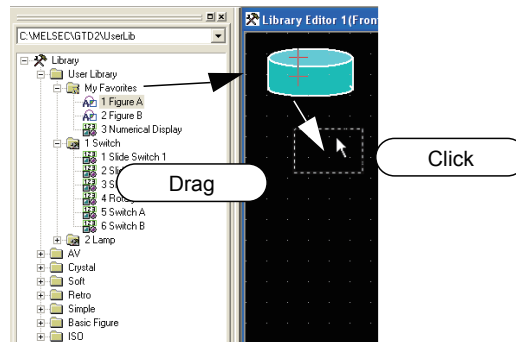 C:\MELSEC\GTD2\UserLib
Library
User Library
My Favorites
1 Figure A
2 Figure B
3 Numerical Display
1 Switch
1 Slide Switch 1
2 Sli
3 Sl
4 Rot
5 Switch A
6 Switch B
2 Lamp
AV
Crystal
Soft
Retro
Simple
Basic Figure
ISO
Library Editor 1(Fron
Drag
Click